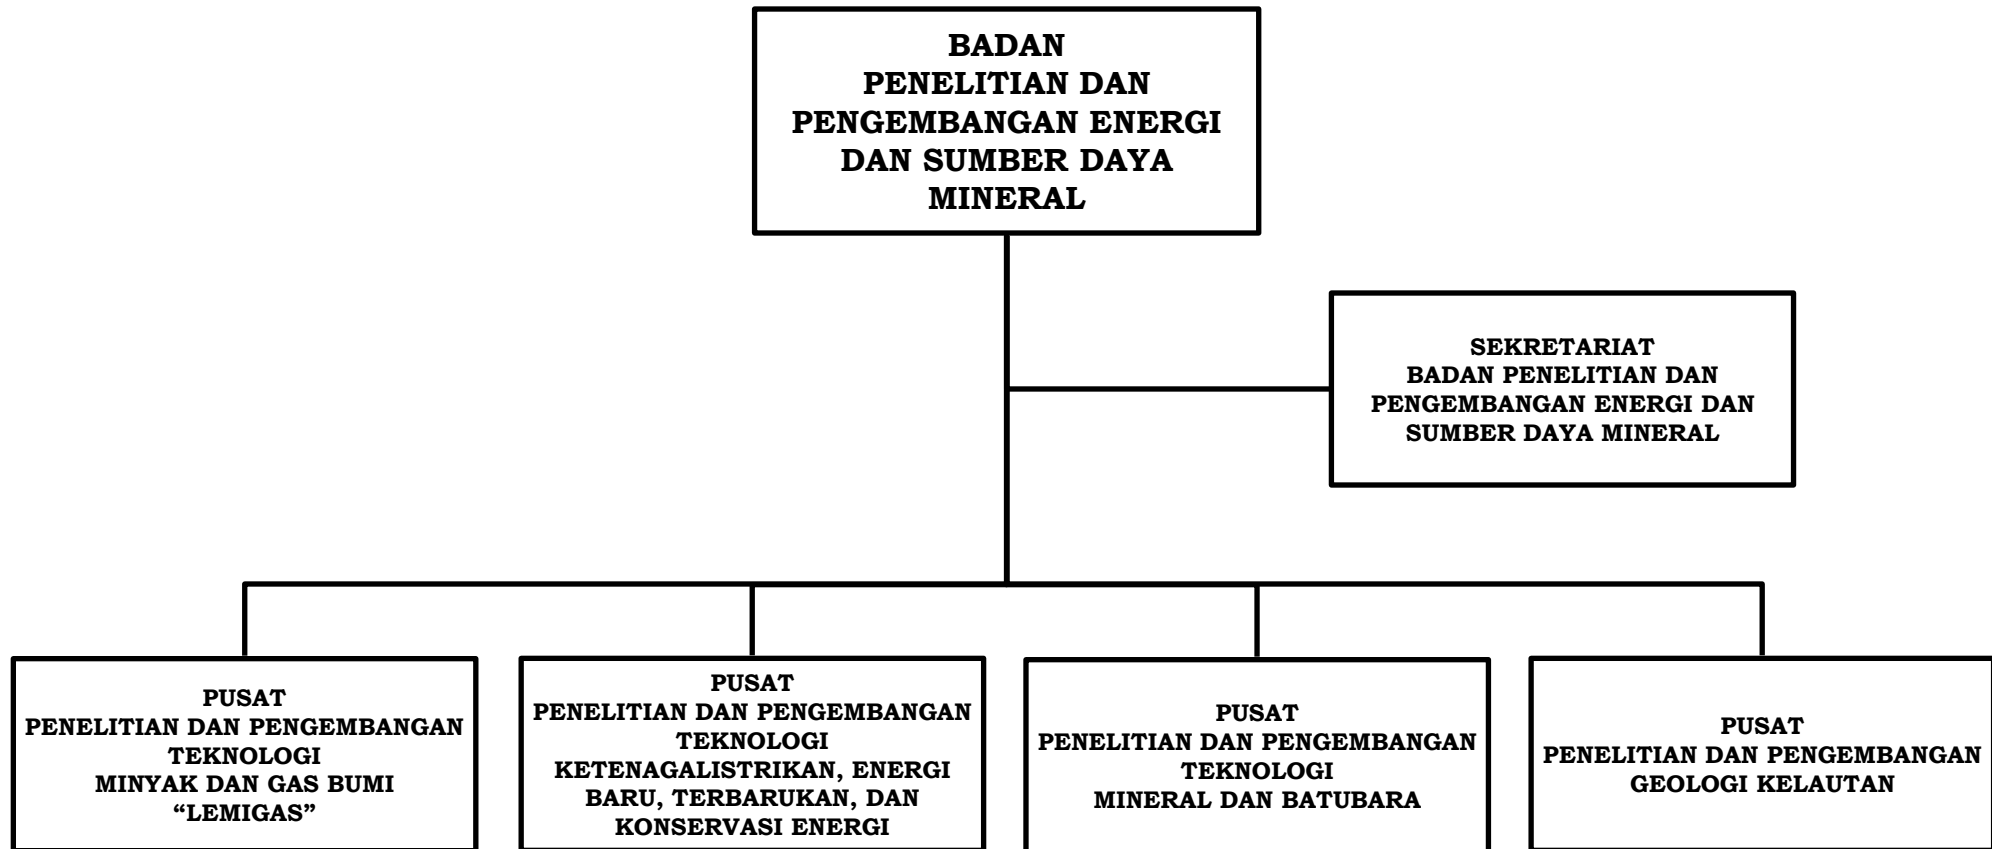 BADAN
PENELITIAN DAN
PENGEMBANGAN ENERGI
DAN SUMBER DAYA
MINERAL
SEKRETARIAT
BADAN PENELITIAN DAN
PENGEMBANGAN ENERGI DAN
SUMBER DAYA MINERAL
PUSAT
PENELITIAN DAN PENGEMBANGAN
TEKNOLOGI
MINYAK DAN GAS BUMI
“LEMIGAS”
PUSAT
PENELITIAN DAN PENGEMBANGAN
TEKNOLOGI
KETENAGALISTRIKAN, ENERGI
BARU, TERBARUKAN, DAN
KONSERVASI ENERGI
PUSAT
PENELITIAN DAN PENGEMBANGAN
TEKNOLOGI
MINERAL DAN BATUBARA
PUSAT
PENELITIAN DAN PENGEMBANGAN
GEOLOGI KELAUTAN